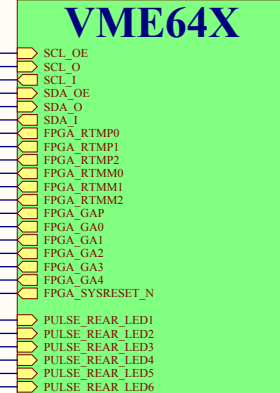 VME64X
SCL_OE
SCL_O
SCL_I
SDA_OE
SDA_O
SDA_I
FPGA_RTMP0
FPGA_RTMP1
FPGA_RTMP2
FPGA_RTMM0
FPGA_RTMM1
FPGA_RTMM2
FPGA_GAP
FPGA_GA0
FPGA_GA1
FPGA_GA2
FPGA_GA3
FPGA_GA4
FPGA_SYSRESET_N
PULSE_REAR_LED1
PULSE_REAR_LED2
PULSE_REAR_LED3
PULSE_REAR_LED4
PULSE_REAR_LED5
PULSE_REAR_LED6